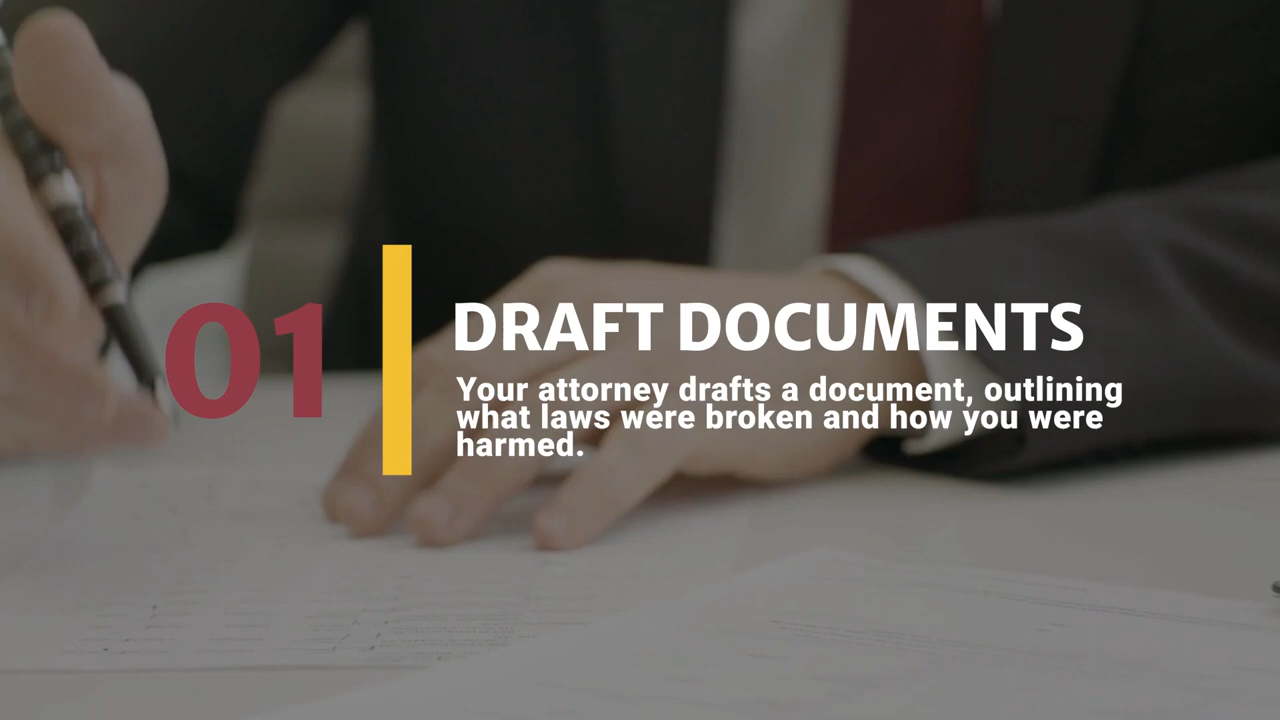 01
DRAFT DOCUMENTS
Your attorney drafts a document, outlining
what laws were broken and how you were
harmed.